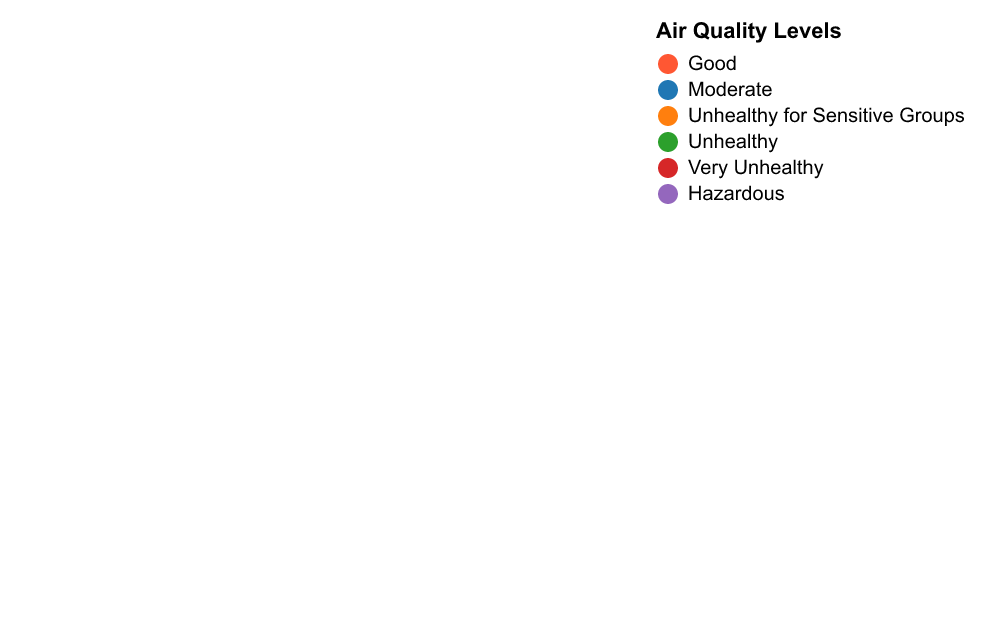 Air Quality Levels
Good
Moderate
Unhealthy for Sensitive Groups
Unhealthy
Very Unhealthy
Hazardous